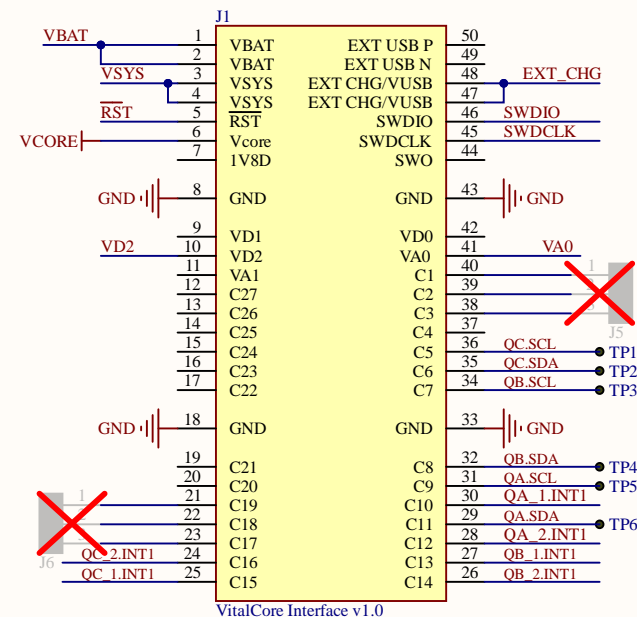 J1
VBAT 1 VBAT EXT USB P 50
2 VBAT EXT USB N 49
VSYS 3 VSYS EXT CHG/VUSB 48 EXT_CHG
4 VSYS EXT CHG/VUSB 47
RST 5 RST SWDIO 46 SWDIO
VCORE 6 Vcore SWDCLK 45 SWDCLK
7 1V8D SWO 44
GND 8 GND GND 43 GND
9 VD1 VD0 42
VD2 10 VD2 VA0 41 VA0
11 VA1 C1 40 1
12 C27 C2 39
13 C26 C3 38
14 C25 C4 37 J5
15 C24 C5 36 QC.SCL TP1
16 C23 C6 35 QC.SDA TP2
17 C22 C7 34 QB.SCL TP3
GND 18 GND GND 33 GND
19 C21 C8 32 QB.SDA TP4
20 C20 C9 31 QA.SCL TP5
1 21 C19 C10 30 QA_1.INT1
22 C18 C11 29 QA.SDA TP6
23 C17 C12 28 QA_2.INT1
J6 QC_2.INT1 24 C16 C13 27 QB_1.INT1
QC_1.INT1 25 C15 C14 26 QB_2.INT1
VitalCore Interface v1.0